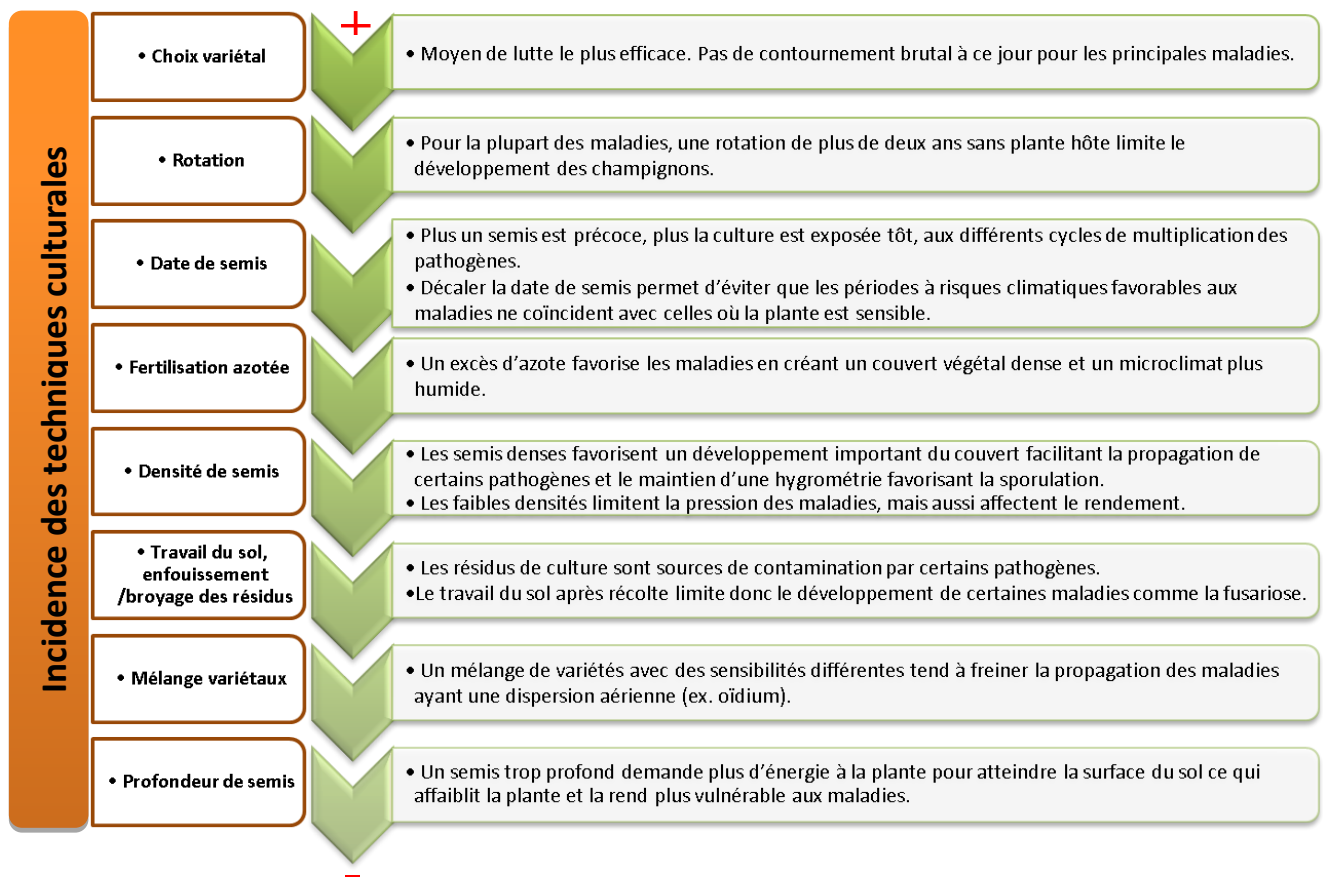 Incidence des techniques culturales
+
• Choix variétal
• Moyen de lutte le plus efficace. Pas de contournement brutal à ce jour pour les principales maladies.
• Rotation
• Pour la plupart des maladies, une rotation de plus de deux ans sans plante hôte limite le
développement des champignons.
• Date de semis
• Plus un semis est précoce, plus la culture est exposée tôt, aux différents cycles de multiplication des
pathogènes.
• Décaler la date de semis permet d'éviter que les périodes à risques climatiques favorables aux
maladies ne coïncident avec celles où la plante est sensible.
• Fertilisation azotée
• Un excès d'azote favorise les maladies en créant un couvert végétal dense et un microclimat plus
humide.
• Densité de semis
• Les semis denses favorisent un développement important du couvert facilitant la propagation de
certains pathogènes et le maintien d'une hygrométrie favorisant la sporulation.
• Les faibles densités limitent la pression des maladies, mais aussi affectent le rendement.
• Travail du sol,
enfouissement
/broyage des résidus
• Les résidus de culture sont sources de contamination par certains pathogènes.
•Le travail du sol après récolte limite donc le développement de certaines maladies comme la fusariose.
• Mélange variétaux
• Un mélange de variétés avec des sensibilités différentes tend à freiner la propagation des maladies
ayant une dispersion aérienne (ex. oïdium).
• Profondeur de semis
• Un semis trop profond demande plus d'énergie à la plante pour atteindre la surface du sol ce qui
affaiblit la plante et la rend plus vulnérable aux maladies.
–